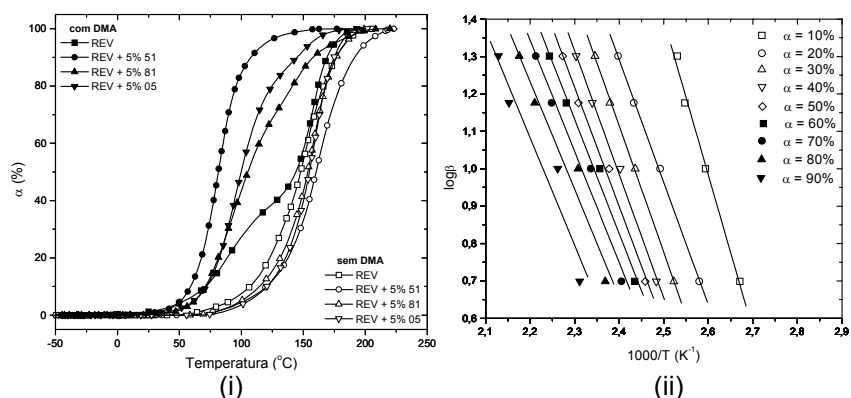 com DMA
REV
REV + 5% 51
REV + 5% 81
REV + 5% 05
sem DMA
REV
REV + 5% 51
REV + 5% 81
REV + 5% 05
α (%)
100
80
60
40
20
0
-50 0 50 100 150 200 250
Temperatura (°C)
(i)
α = 10%
α = 20%
α = 30%
α = 40%
α = 50%
α = 60%
α = 70%
α = 80%
α = 90%
logβ
1,4
1,3
1,2
1,1
1,0
0,9
0,8
0,7
0,6
2,1 2,2 2,3 2,4 2,5 2,6 2,7 2,8 2,9
1000/T (K⁻¹)
(ii)